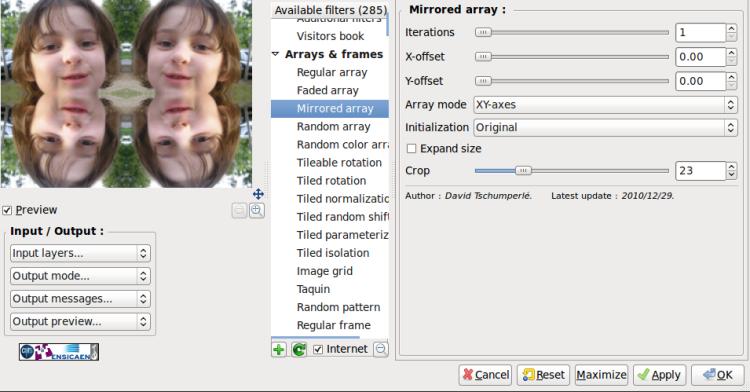 Available filters (285)
Additional filters
Visitors book
Arrays & frames
Regular array
Faded array
Mirrored array
Random array
Random color arra
Tileable rotation
Tiled rotation
Tiled normalizatio
Tiled random shift
Tiled parameteriz
Tiled isolation
Image grid
Taquin
Random pattern
Regular frame
Internet
Preview
Input / Output :
Input layers...
Output mode...
Output messages...
Output preview...
ENSICAEN
Mirrored array :
Iterations 1
X-offset 0.00
Y-offset 0.00
Array mode XY-axes
Initialization Original
Expand size
Crop 23
Author : David Tschumperlé. Latest update : 2010/12/29.
Cancel Reset Maximize Apply OK